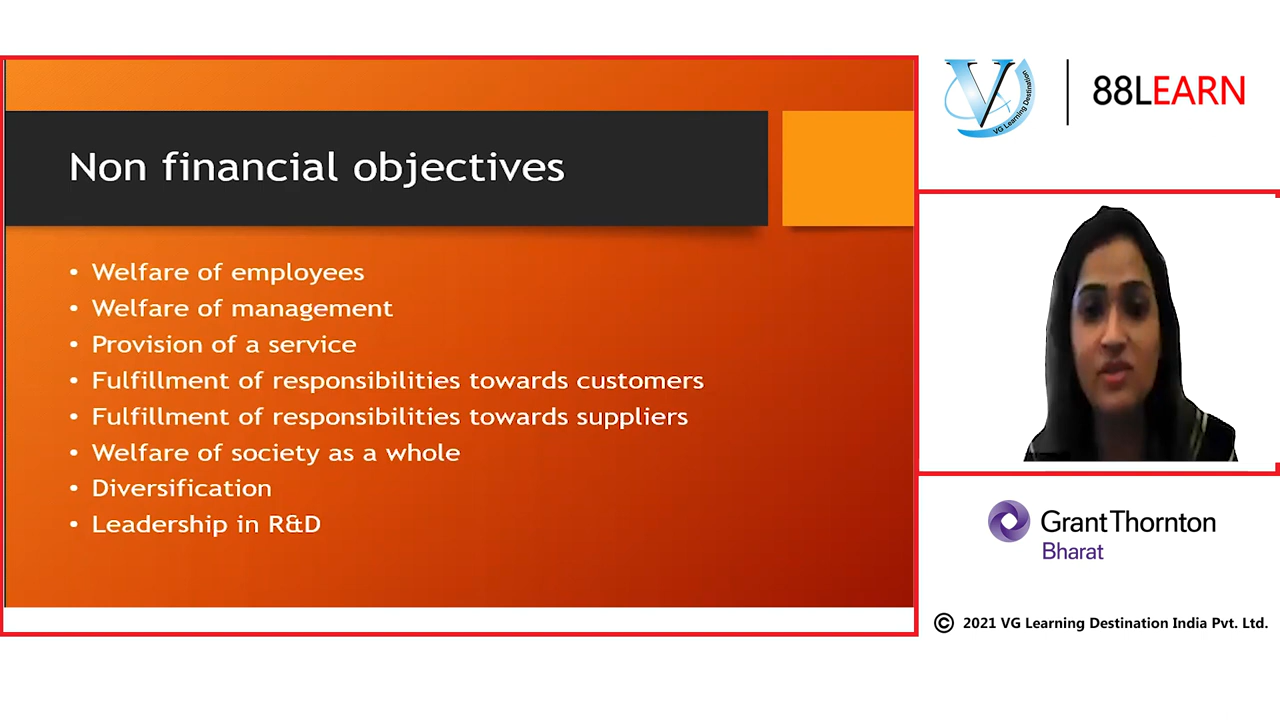 Non financial objectives
• Welfare of employees
• Welfare of management
• Provision of a service
• Fulfillment of responsibilities towards customers
• Fulfillment of responsibilities towards suppliers
• Welfare of society as a whole
• Diversification
• Leadership in R&D
V
VG Learning Destination
88LEARN
Grant Thornton
Bharat
© 2021 VG Learning Destination India Pvt. Ltd.